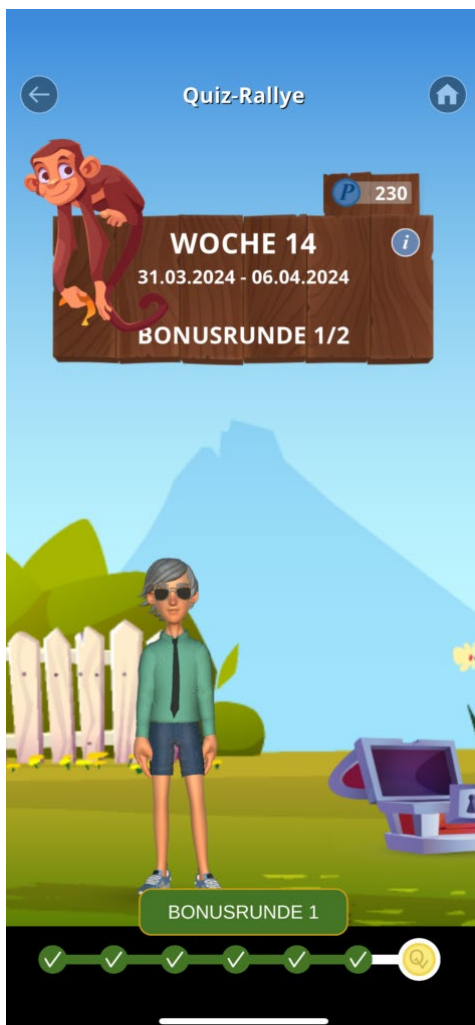 Quiz-Rallye
P 230
WOCHE 14
i
31.03.2024 - 06.04.2024
BONUSRUNDE 1/2
BONUSRUNDE 1
Q